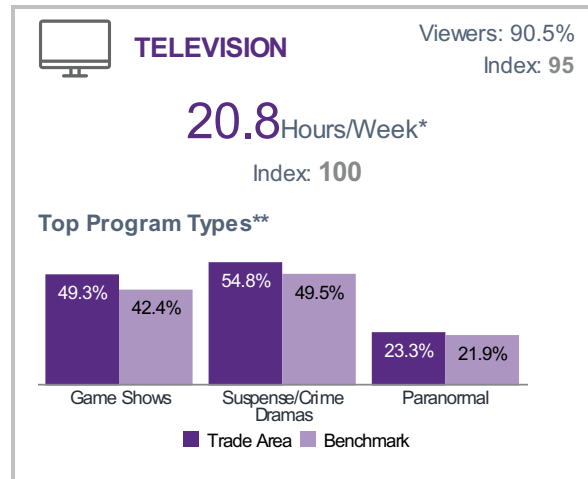 TELEVISION
Viewers: 90.5%
Index: 95
20.8Hours/Week*
Index: 100
Top Program Types**
49.3%
42.4%
54.8%
49.5%
23.3%
21.9%
Game Shows
Suspense/Crime
Dramas
Paranormal
Trade Area
Benchmark